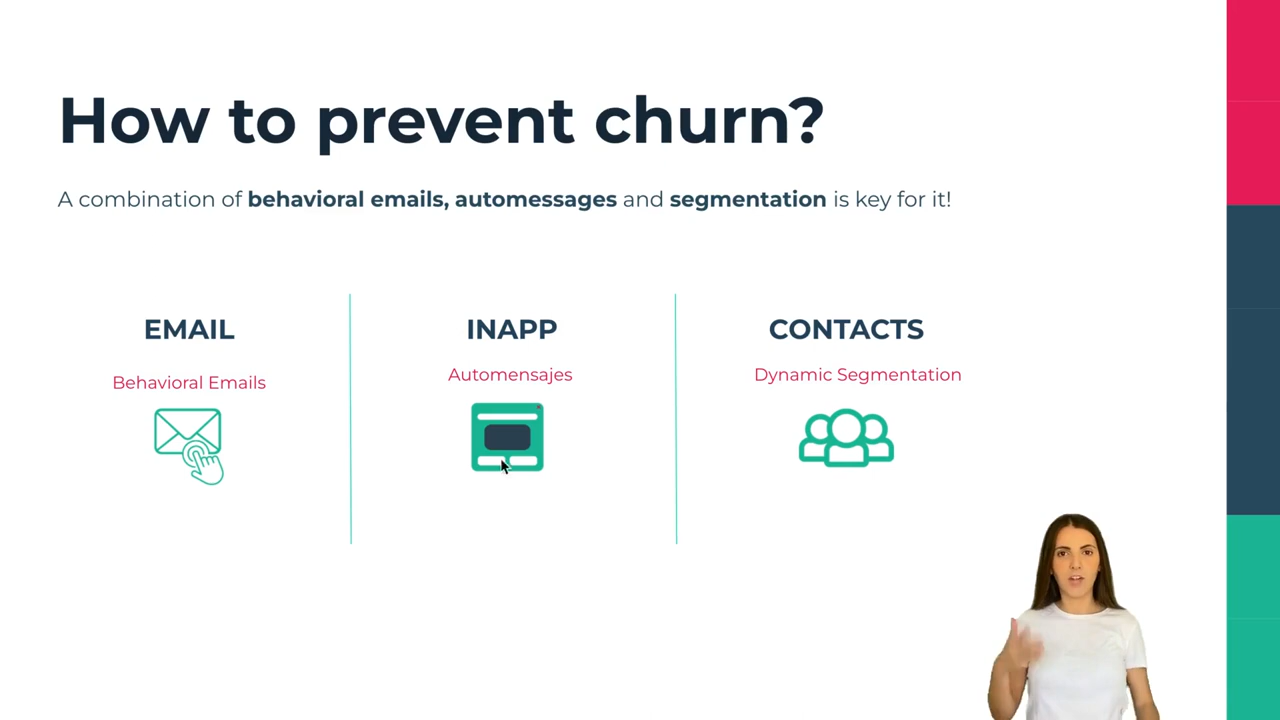 How to prevent churn?
A combination of behavioral emails, automessages and segmentation is key for it!
EMAIL
Behavioral Emails
INAPP
Automensajes
CONTACTS
Dynamic Segmentation